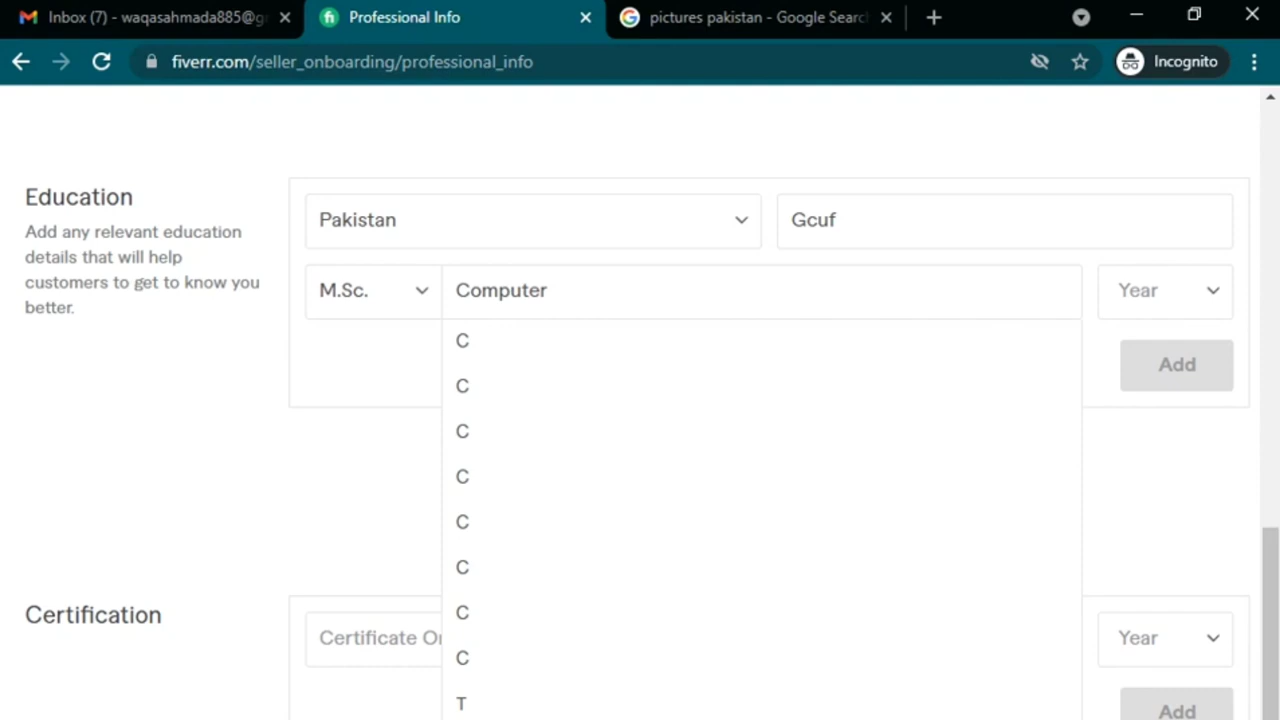 Inbox (7) - waqasahmada885@g
Professional Info
pictures pakistan - Google Searc
fiverr.com/seller_onboarding/professional_info
Incognito
Education
Add any relevant education
details that will help
customers to get to know you
better.
Pakistan
Gcuf
M.Sc.
Computer
Year
C
C
Add
C
C
C
C
C
C
T
Certification
Certificate Or
Year
Add